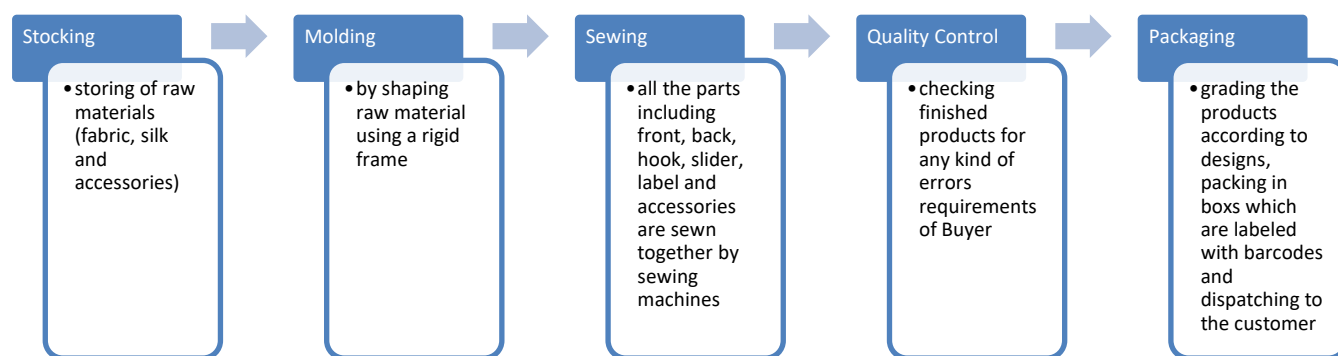 Stocking
•storing of raw
materials
(fabric, silk
and
accessories)
Molding
•by shaping
raw material
using a rigid
frame
Sewing
•all the parts
including
front, back,
hook, slider,
label and
accessories
are sewn
together by
sewing
machines
Quality Control
•checking
finished
products for
any kind of
errors
requirements
of Buyer
Packaging
•grading the
products
according to
designs,
packing in
boxs which
are labeled
with barcodes
and
dispatching to
the customer